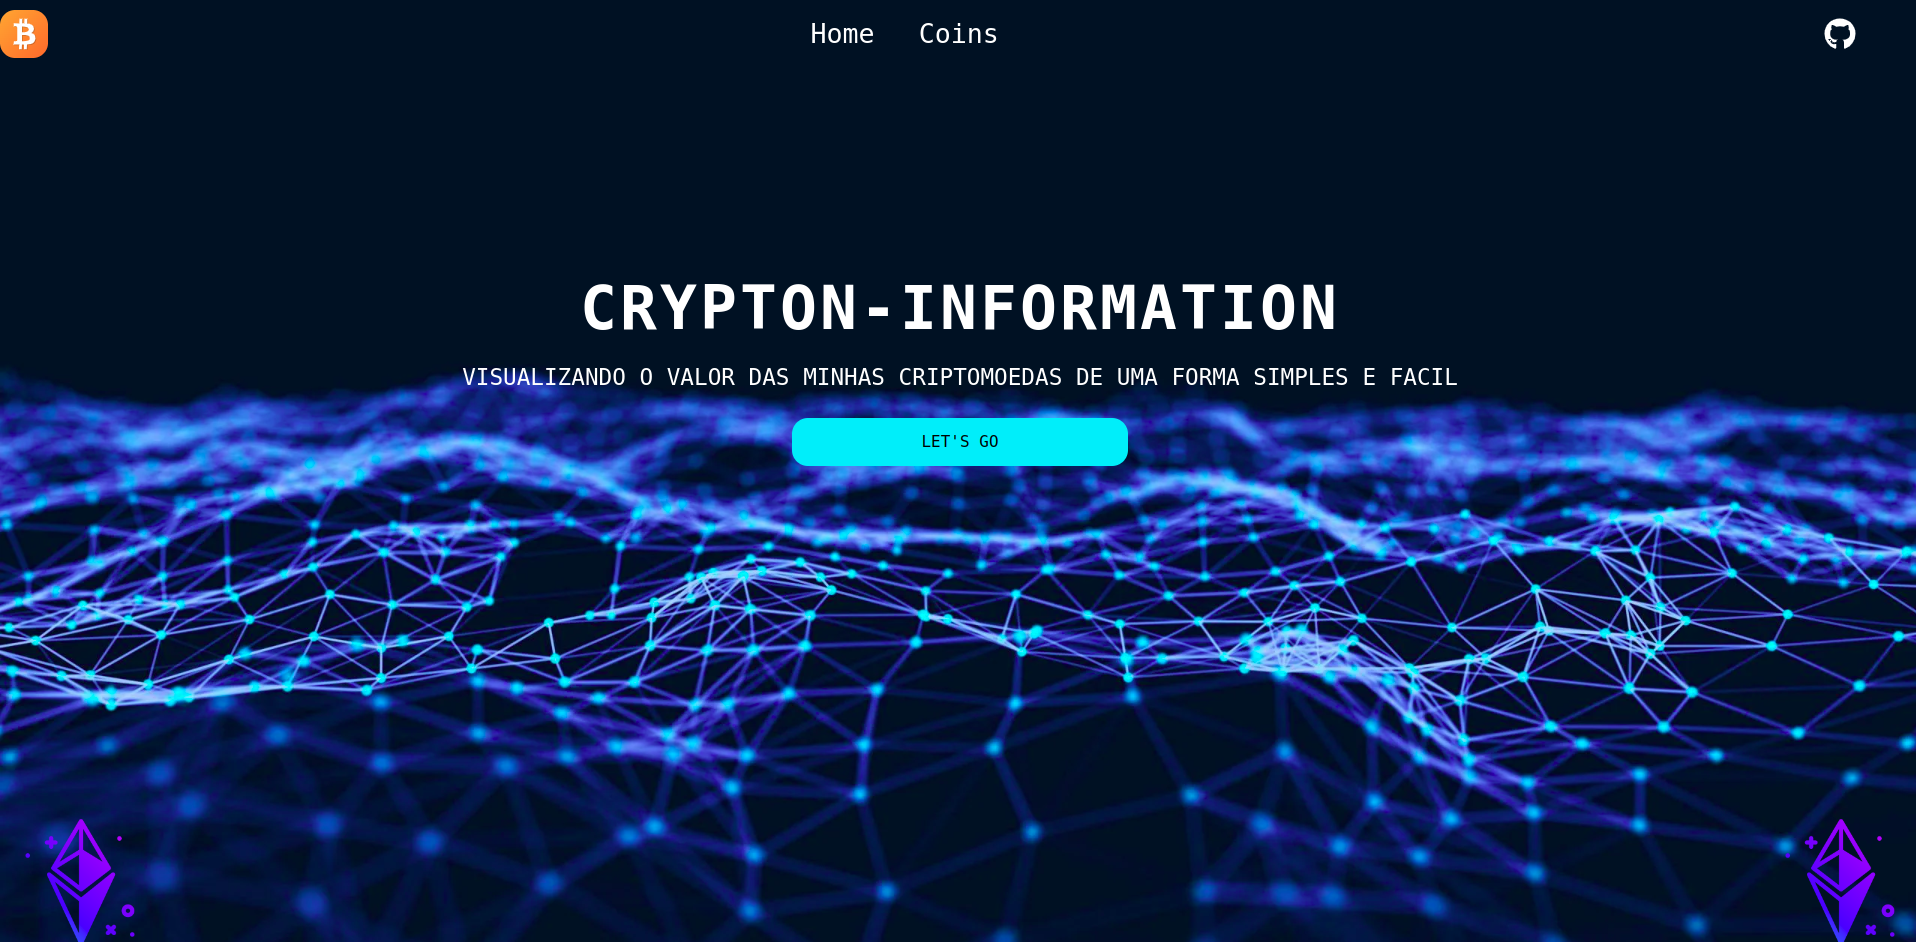 Home Coins
CRYPTON-INFORMATION
VISUALIZANDO O VALOR DAS MINHAS CRIPTOMOEDAS DE UMA FORMA SIMPLES E FACIL
LET'S GO